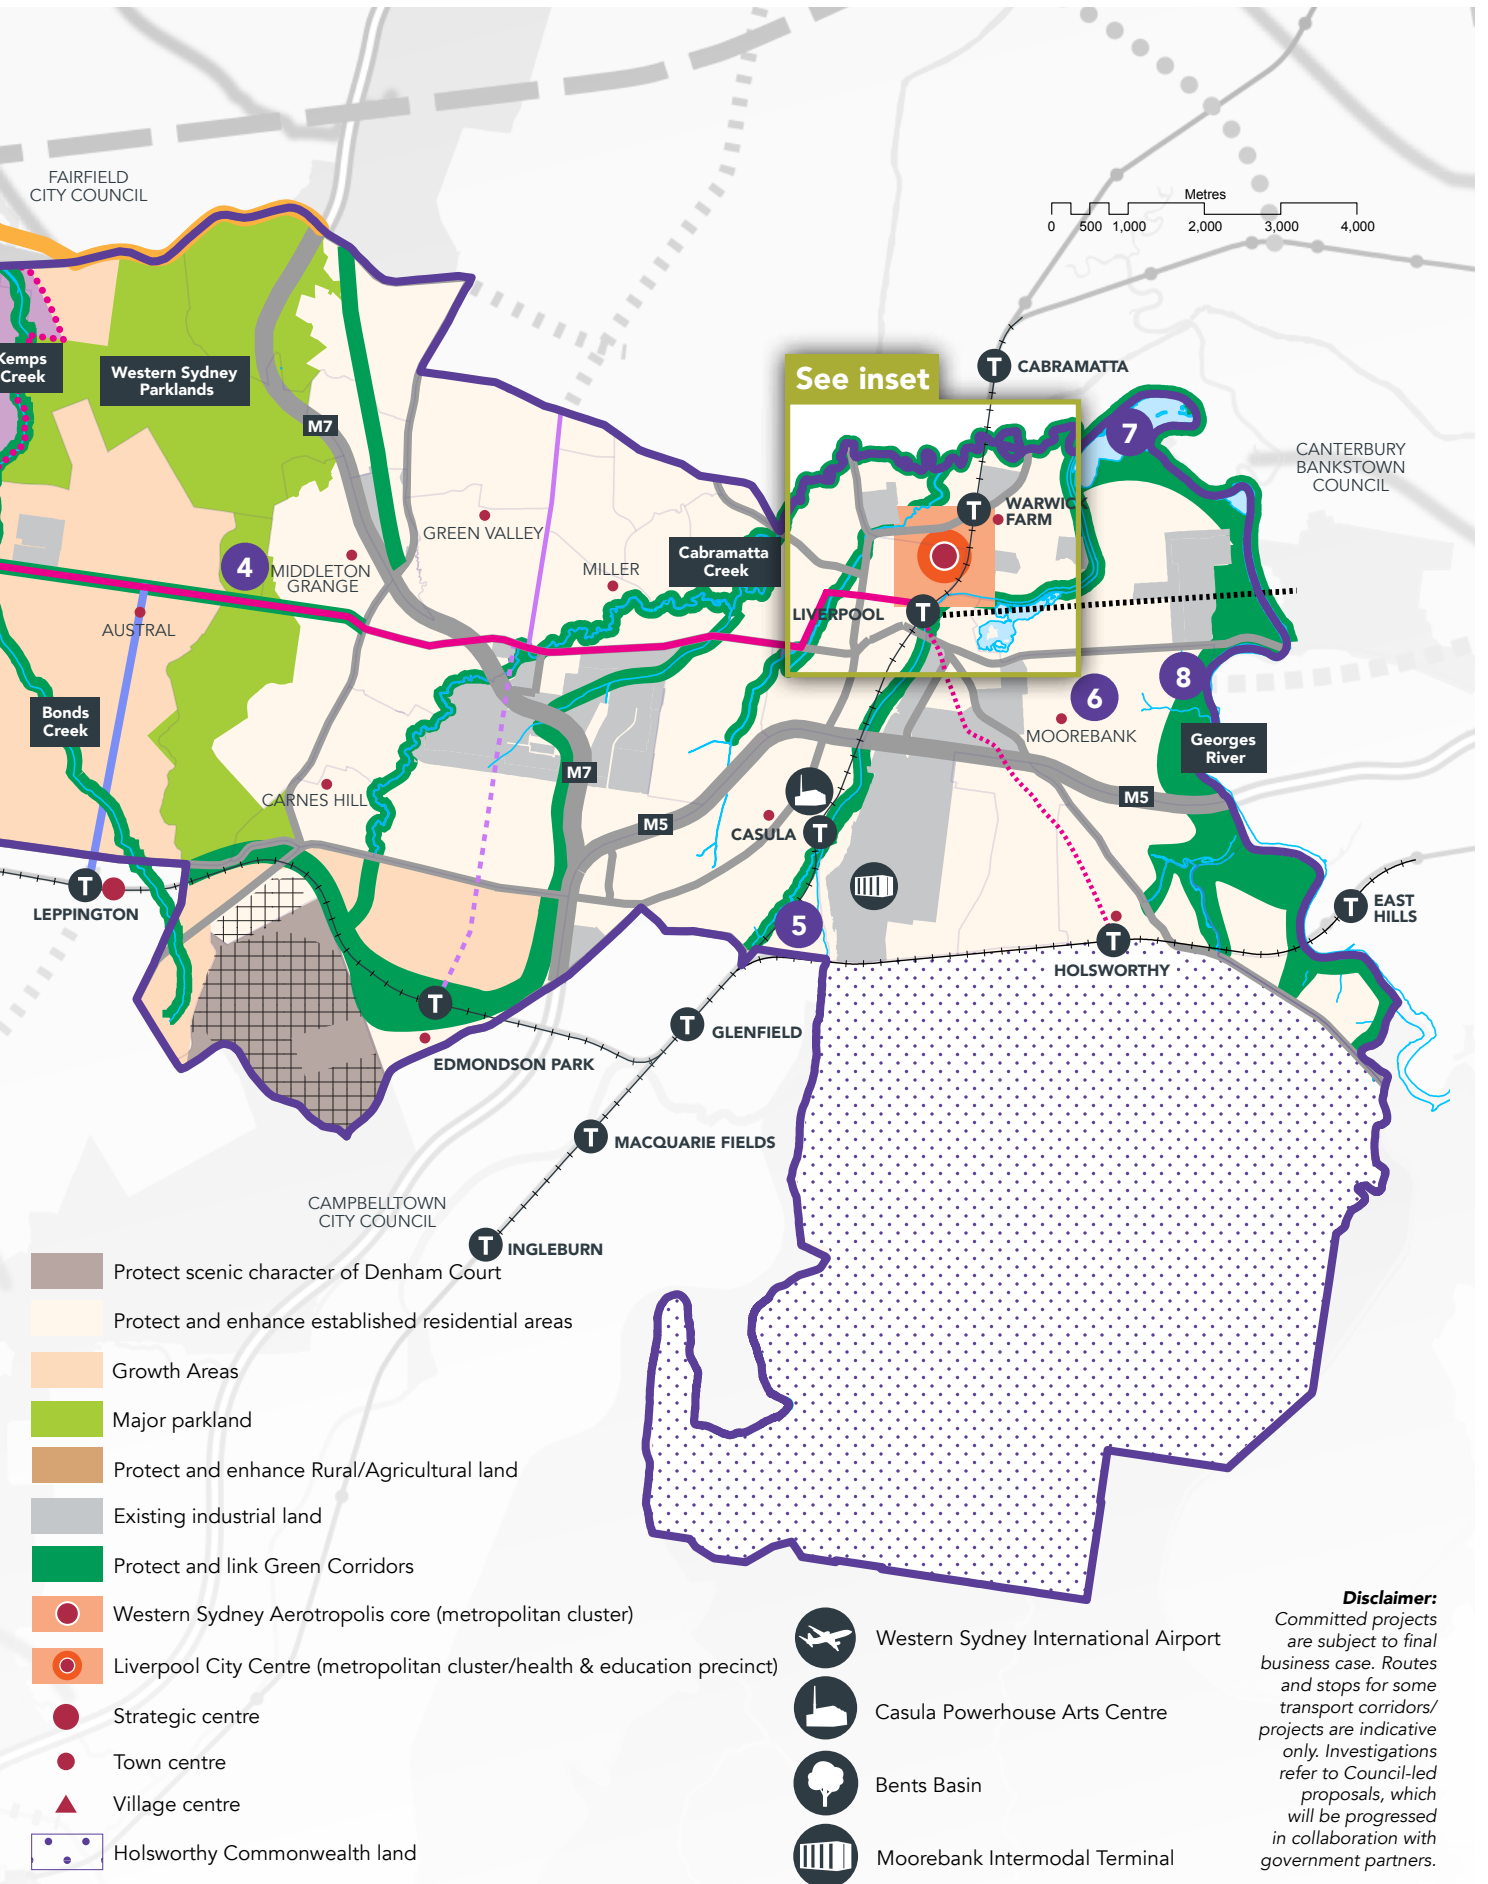 FAIRFIELD
CITY COUNCIL
Metres
0 500 1,000 2,000 3,000 4,000
Kemps
Creek
Western Sydney
Parklands
M7
See inset
CABRAMATTA
7
CANTERBURY
BANKSTOWN
COUNCIL
GREEN VALLEY
T
T
WARWICK
FARM
4
MIDDLETON
GRANGE
MILLER
Cabramatta
Creek
AUSTRAL
LIVERPOOL
T
Bonds
Creek
8
6
MOOREBANK
Georges
River
M7
CARNES HILL
M5
M5
CASULA
T
T
LEPPINGTON
5
T
EAST
HILLS
T
HOLSWORTHY
T
EDMONDSON PARK
T
GLENFIELD
T
MACQUARIE FIELDS
CAMPBELLTOWN
CITY COUNCIL
T
INGLEBURN
Protect scenic character of Denham Court
Protect and enhance established residential areas
Growth Areas
Major parkland
Protect and enhance Rural/Agricultural land
Existing industrial land
Protect and link Green Corridors
Western Sydney Aerotropolis core (metropolitan cluster)
Liverpool City Centre (metropolitan cluster/health & education precinct)
Strategic centre
Town centre
Village centre
Holsworthy Commonwealth land
Western Sydney International Airport
Casula Powerhouse Arts Centre
Bents Basin
Moorebank Intermodal Terminal
Disclaimer:
Committed projects
are subject to final
business case. Routes
and stops for some
transport corridors/
projects are indicative
only. Investigations
refer to Council-led
proposals, which
will be progressed
in collaboration with
government partners.